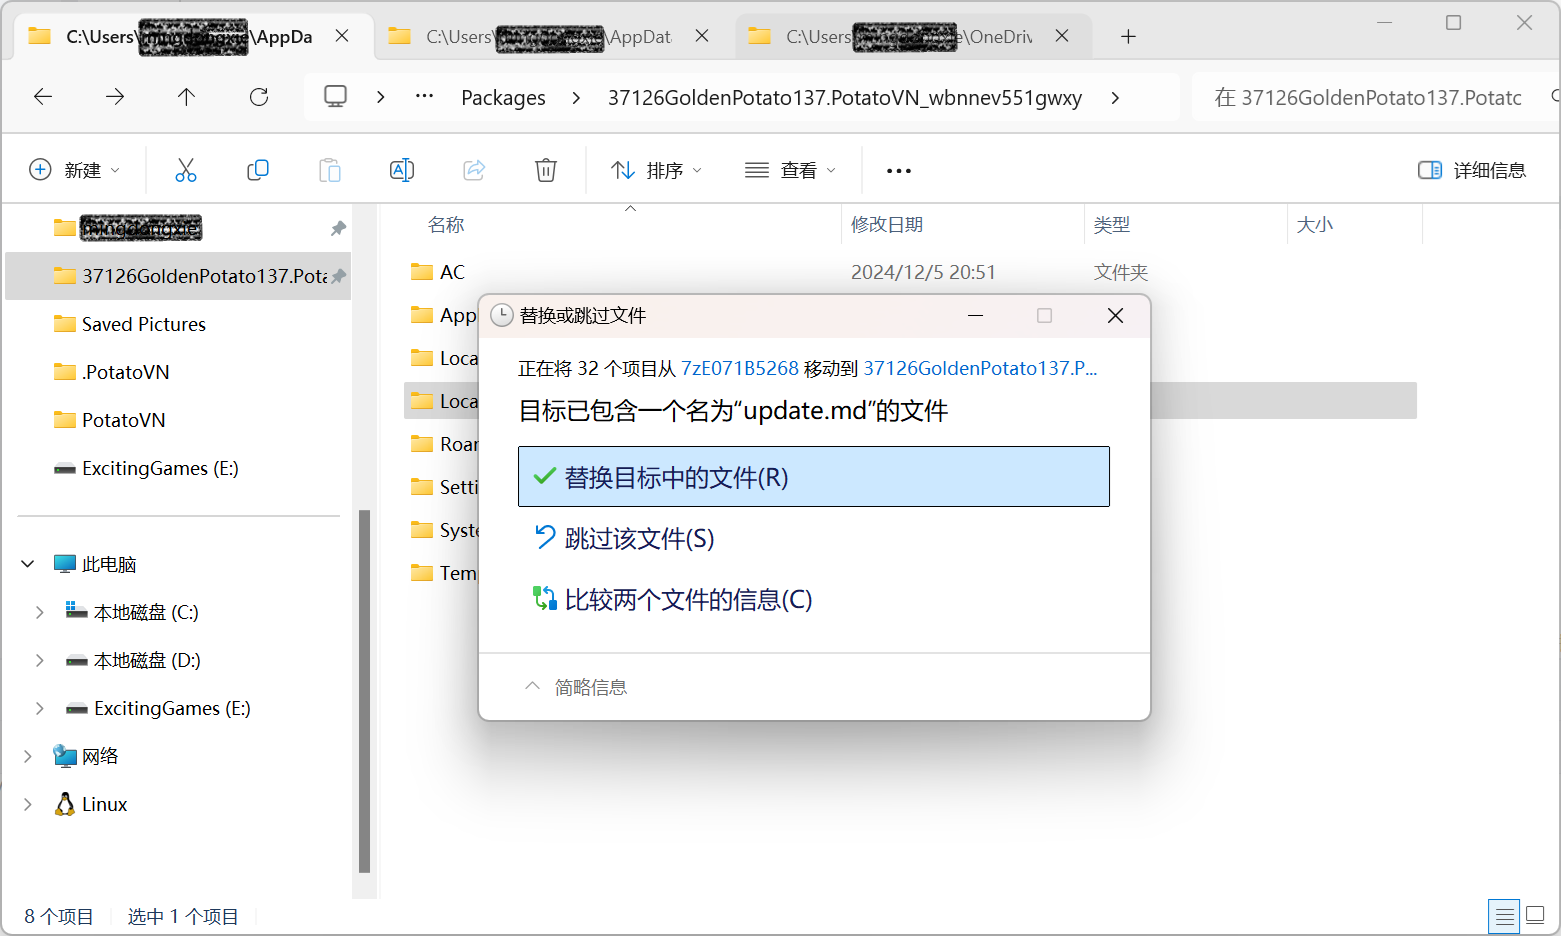 C:\Users\ \AppDa
C:\Users\ \AppData
C:\Users\ \OneDriv
Packages
37126GoldenPotato137.PotatoVN_wbnnev551gwxy
在 37126GoldenPotato137.Potatc
新建
排序
查看
详细信息
37126GoldenPotato137.Pota
Saved Pictures
.PotatoVN
PotatoVN
ExcitingGames (E:)
此电脑
本地磁盘 (C:)
本地磁盘 (D:)
ExcitingGames (E:)
网络
Linux
名称
修改日期
类型
大小
AC
2024/12/5 20:51
文件夹
App
Loca
Loca
Roar
Setti
Syste
Temp
替换或跳过文件
正在将 32 个项目从 7zE071B5268 移动到 37126GoldenPotato137.P...
目标已包含一个名为“update.md”的文件
替换目标中的文件(R)
跳过该文件(S)
比较两个文件的信息(C)
简略信息
8 个项目
选中 1 个项目